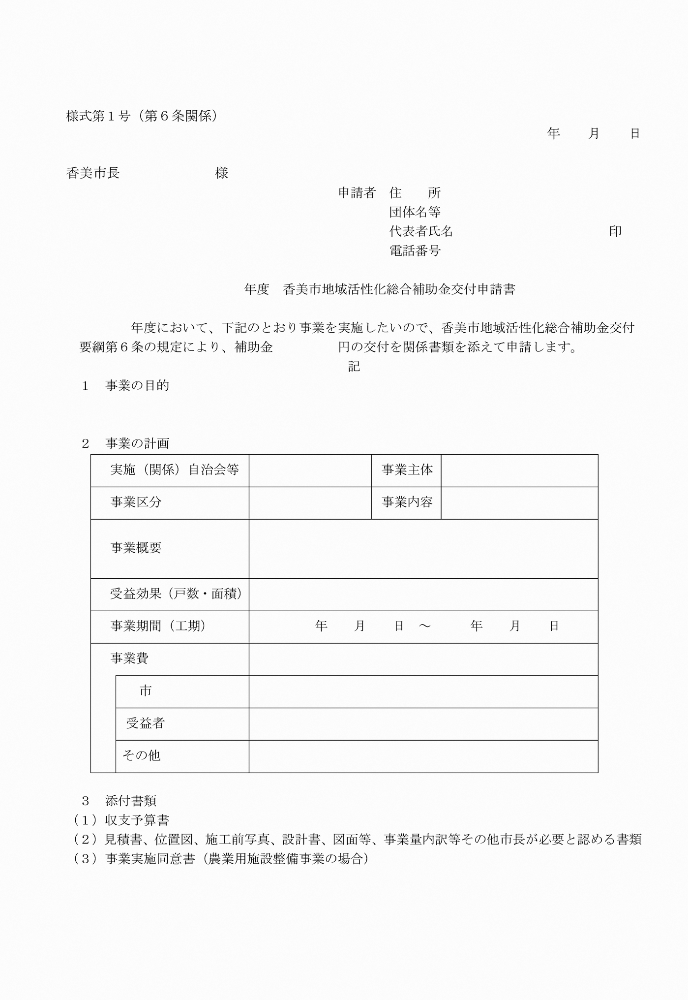 様式第１号（第６条関係）
年　　月　　日
香美市長　　　　　　　様
申請者　住　　所
団体名等
代表者氏名　　　　　　　　　　　　印
電話番号
年度　香美市地域活性化総合補助金交付申請書
年度において、下記のとおり事業を実施したいので、香美市地域活性化総合補助金交付
要綱第６条の規定により、補助金　　　　　円の交付を関係書類を添えて申請します。
記
１　事業の目的
２　事業の計画
実施（関係）自治会等　　事業主体
事業区分　　事業内容
事業概要
受益効果（戸数・面積）
事業期間（工期）　　年　　月　　日　～　　　年　　月　　日
事業費
市
受益者
その他
３　添付書類
（１）収支予算書
（２）見積書、位置図、施工前写真、設計書、図面等、事業量内訳等その他市長が必要と認める書類
（３）事業実施同意書（農業用施設整備事業の場合）